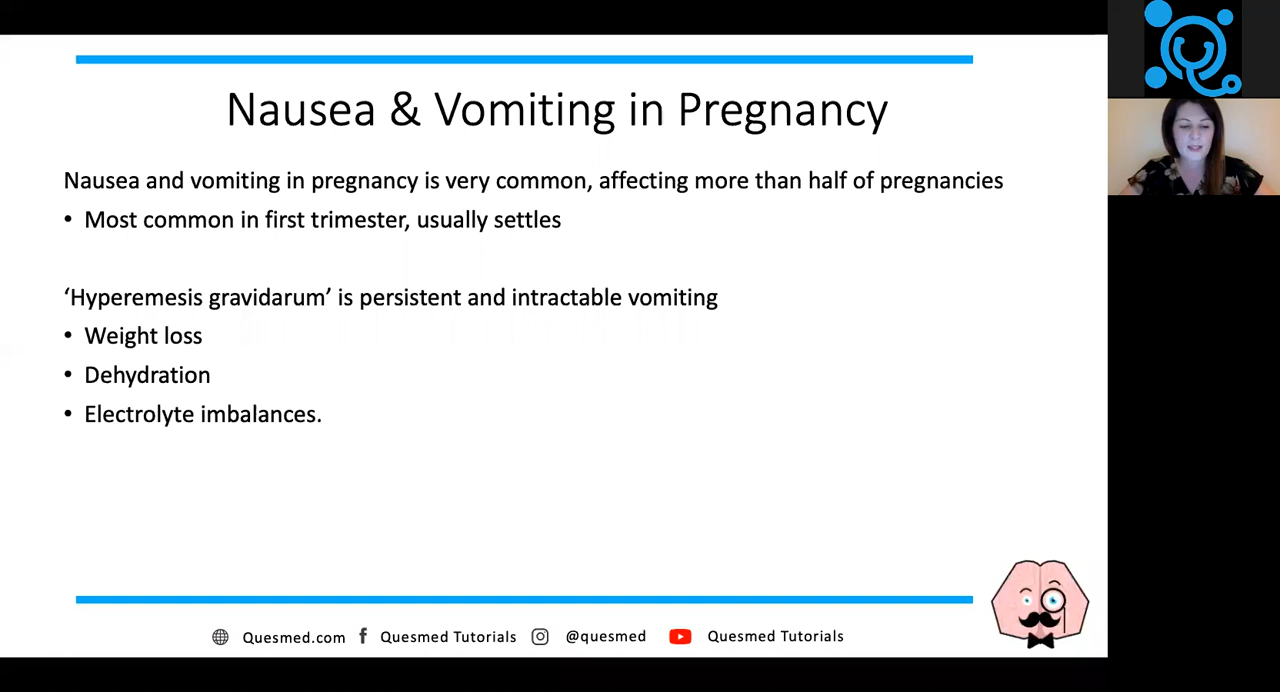 Nausea & Vomiting in Pregnancy
Nausea and vomiting in pregnancy is very common, affecting more than half of pregnancies
• Most common in first trimester, usually settles
‘Hyperemesis gravidarum’ is persistent and intractable vomiting
• Weight loss
• Dehydration
• Electrolyte imbalances.
Quesmed.com f Quesmed Tutorials @quesmed Quesmed Tutorials